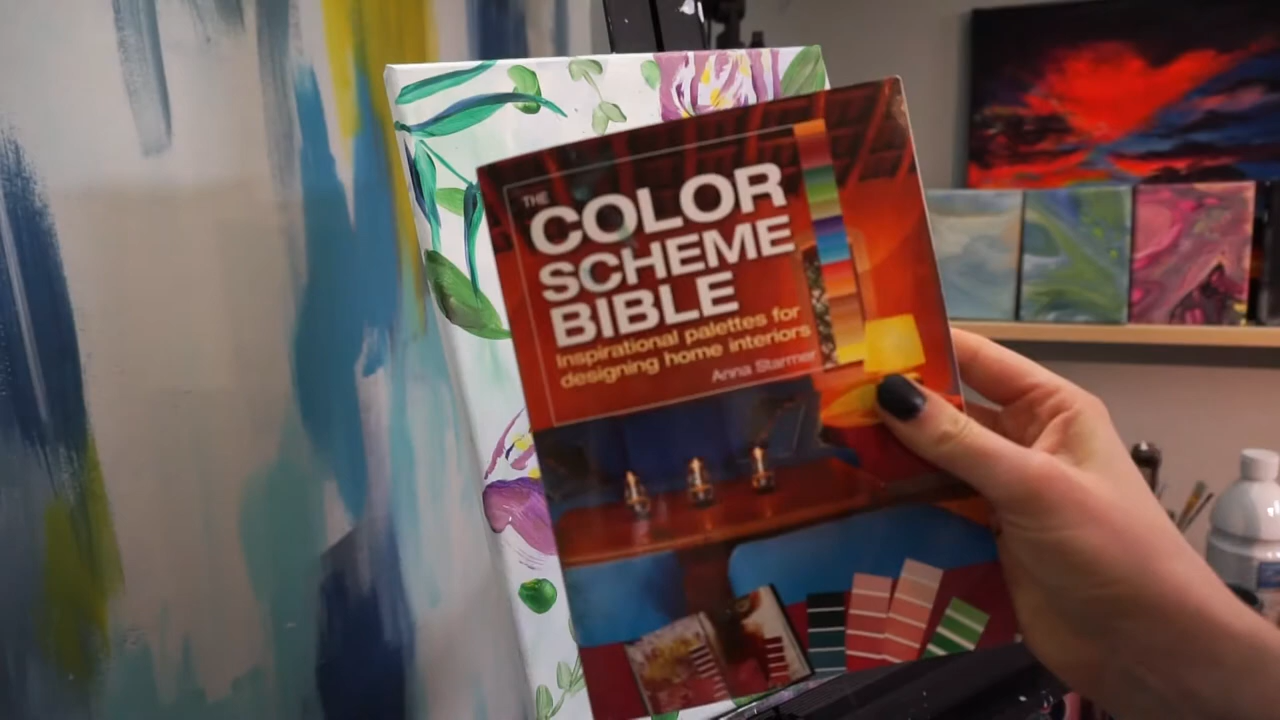 THE
COLOR
SCHEME
BIBLE
Inspirational palettes for
designing home interiors
Anna Starmer